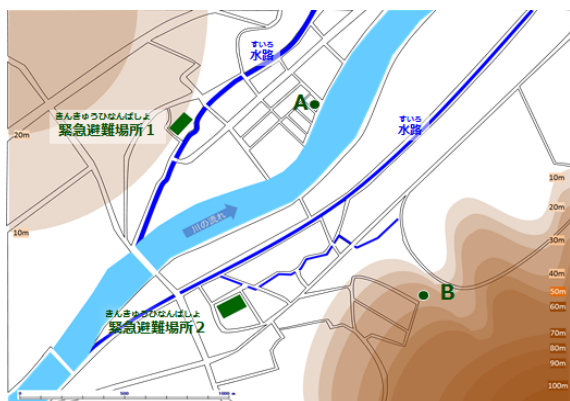 すいろ
水路
A
すいろ
水路
きんきゅうひなんばしょ
緊急避難場所１
20m
10m
川の流れ
10m
20m
30m
40m
50m
60m
70m
80m
90m
100m
B
きんきゅうひなんばしょ
緊急避難場所２
0
5000
10000
m